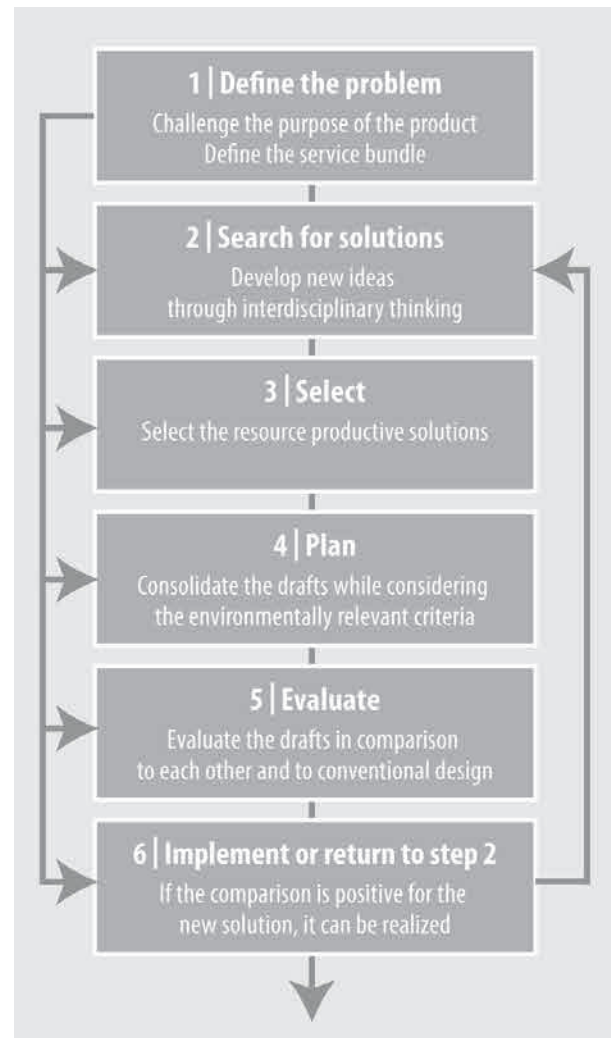 1 | Define the problem
Challenge the purpose of the product
Define the service bundle
2 | Search for solutions
Develop new ideas
through interdisciplinary thinking
3 | Select
Select the resource productive solutions
4 | Plan
Consolidate the drafts while considering
the environmentally relevant criteria
5 | Evaluate
Evaluate the drafts in comparison
to each other and to conventional design
6 | Implement or return to step 2
If the comparison is positive for the
new solution, it can be realized